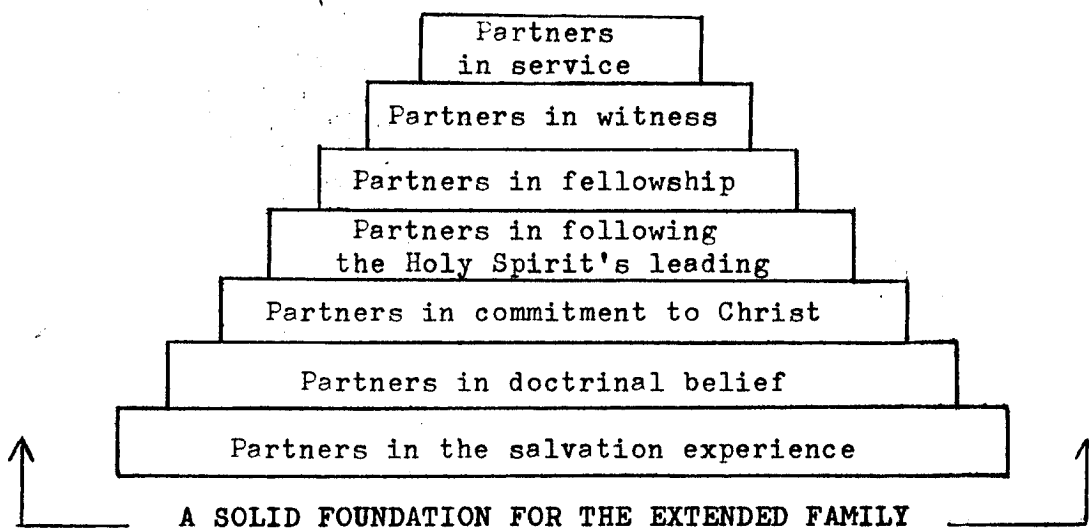 Partners
in service
Partners in witness
Partners in fellowship
Partners in following
the Holy Spirit's leading
Partners in commitment to Christ
Partners in doctrinal belief
Partners in the salvation experience
A SOLID FOUNDATION FOR THE EXTENDED FAMILY